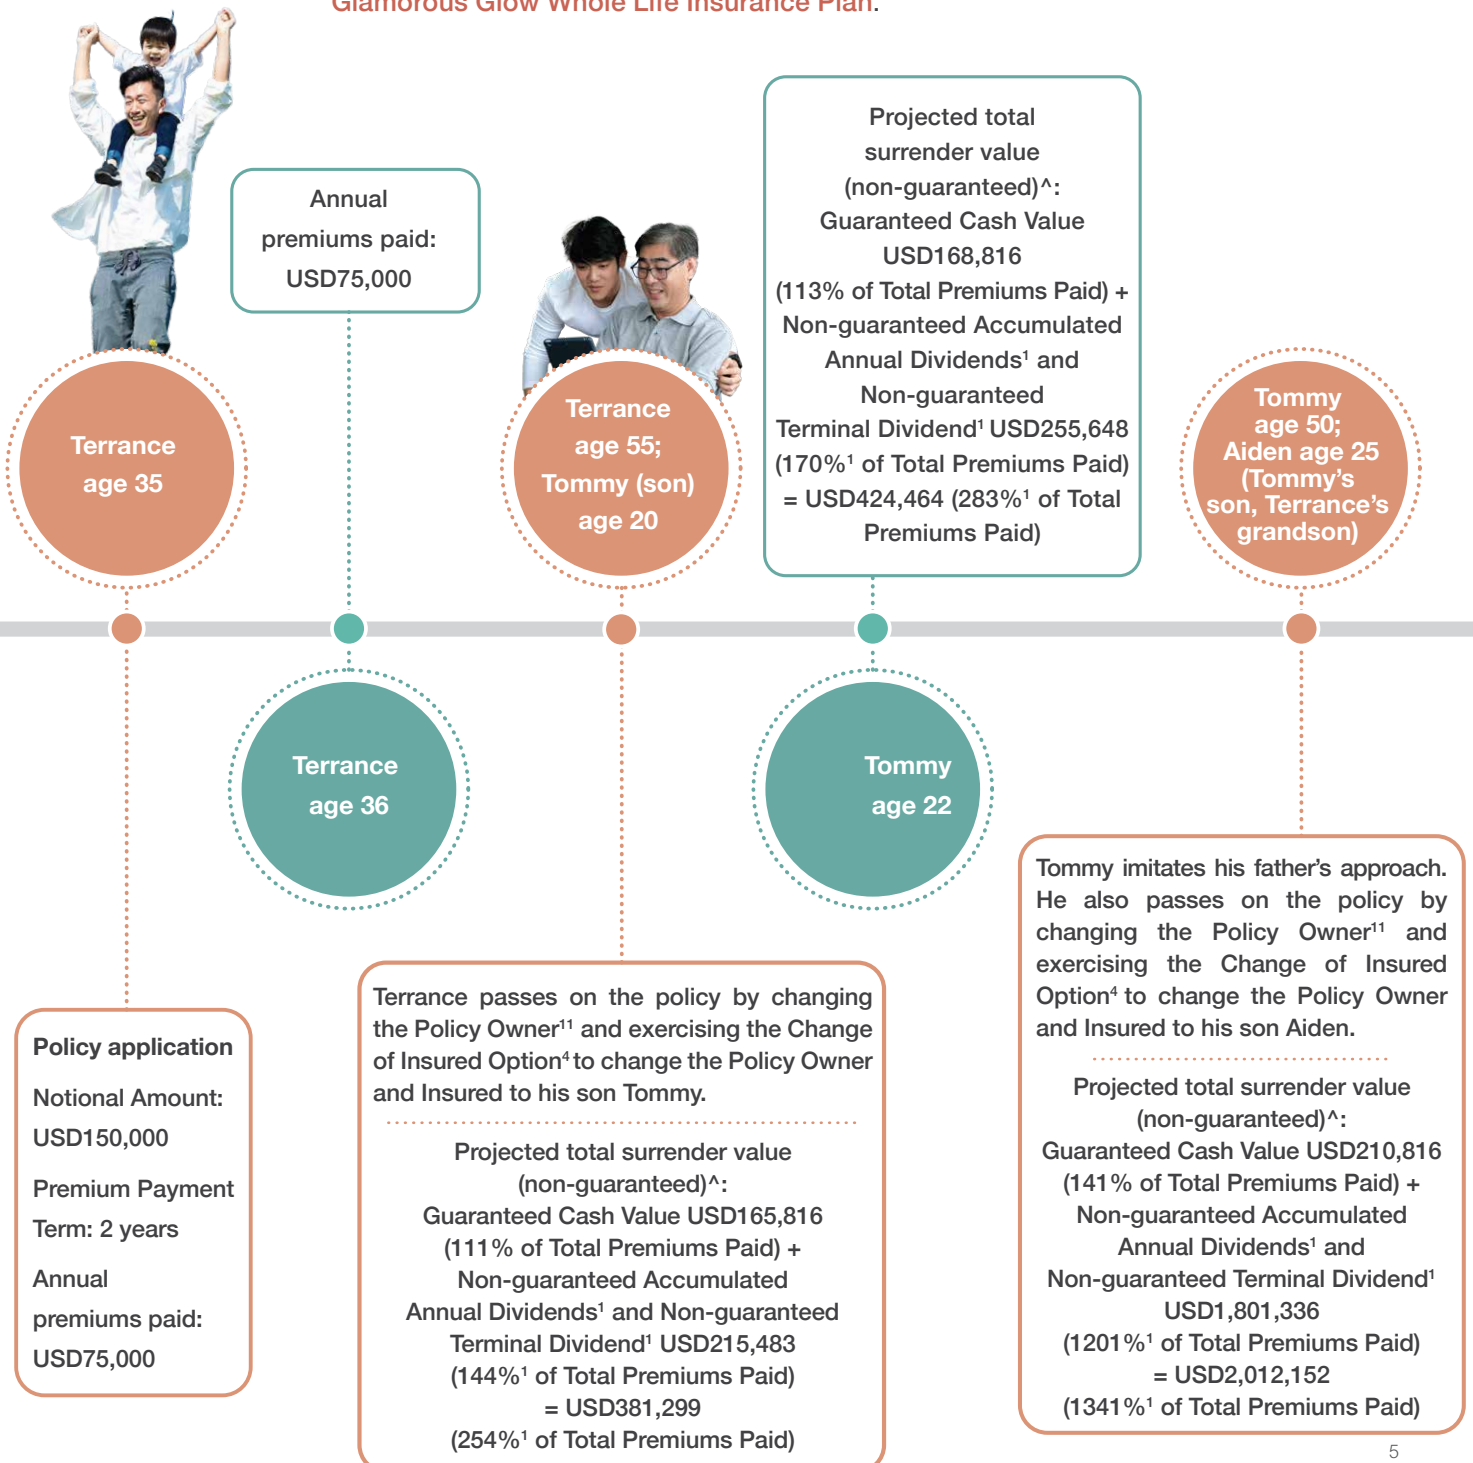 Glamorous Glow Whole Life Insurance Plan.
Annual
premiums paid:
USD75,000
Projected total
surrender value
(non-guaranteed)^:
Guaranteed Cash Value
USD168,816
(113% of Total Premiums Paid) +
Non-guaranteed Accumulated
Annual Dividends¹ and
Non-guaranteed
Terminal Dividend¹ USD255,648
(170%¹ of Total Premiums Paid)
= USD424,464 (283%¹ of Total
Premiums Paid)
Terrance
age 35
Terrance
age 55;
Tommy (son)
age 20
Tommy
age 50;
Aiden age 25
(Tommy’s
son, Terrance’s
grandson)
Terrance
age 36
Tommy
age 22
Policy application
Notional Amount:
USD150,000
Premium Payment
Term: 2 years
Annual
premiums paid:
USD75,000
Terrance passes on the policy by changing
the Policy Owner¹¹ and exercising the Change
of Insured Option⁴ to change the Policy Owner
and Insured to his son Tommy.
Projected total surrender value
(non-guaranteed)^:
Guaranteed Cash Value USD165,816
(111% of Total Premiums Paid) +
Non-guaranteed Accumulated
Annual Dividends¹ and Non-guaranteed
Terminal Dividend¹ USD215,483
(144%¹ of Total Premiums Paid)
= USD381,299
(254%¹ of Total Premiums Paid)
Tommy imitates his father’s approach.
He also passes on the policy by
changing the Policy Owner¹¹ and
exercising the Change of Insured
Option⁴ to change the Policy Owner
and Insured to his son Aiden.
Projected total surrender value
(non-guaranteed)^:
Guaranteed Cash Value USD210,816
(141% of Total Premiums Paid) +
Non-guaranteed Accumulated
Annual Dividends¹ and
Non-guaranteed Terminal Dividend¹
USD1,801,336
(1201%¹ of Total Premiums Paid)
= USD2,012,152
(1341%¹ of Total Premiums Paid)
5